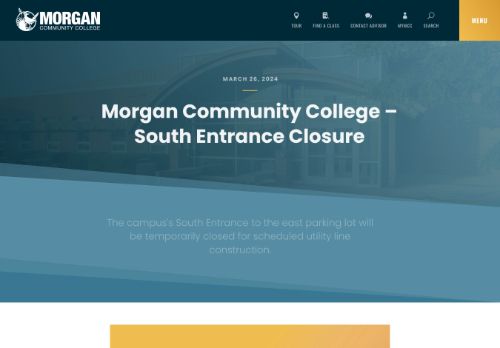 MORGAN
COMMUNITY COLLEGE
TOUR
FIND A CLASS
CONTACT ADVISOR
MYMCC
SEARCH
MENU
MARCH 26, 2024
Morgan Community College –
South Entrance Closure
The campus's South Entrance to the east parking lot will
be temporarily closed for scheduled utility line
construction.